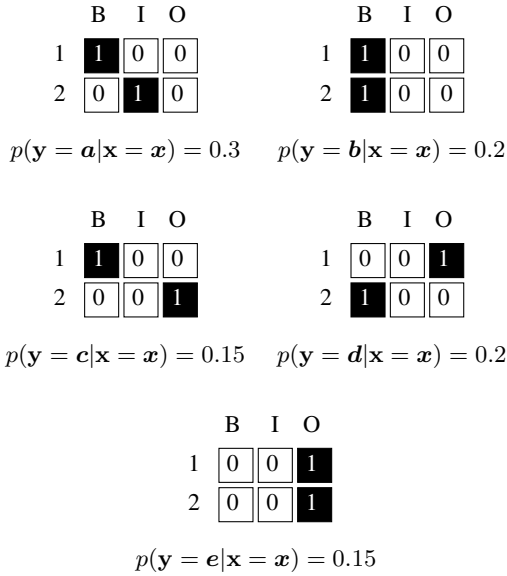 B I O B I O
1 1 0 0 1 1 0 0
2 0 1 0 2 1 0 0
p(y = a|x = x) = 0.3 p(y = b|x = x) = 0.2
B I O B I O
1 1 0 0 1 0 0 1
2 0 0 1 2 1 0 0
p(y = c|x = x) = 0.15 p(y = d|x = x) = 0.2
B I O
1 0 0 1
2 0 0 1
p(y = e|x = x) = 0.15